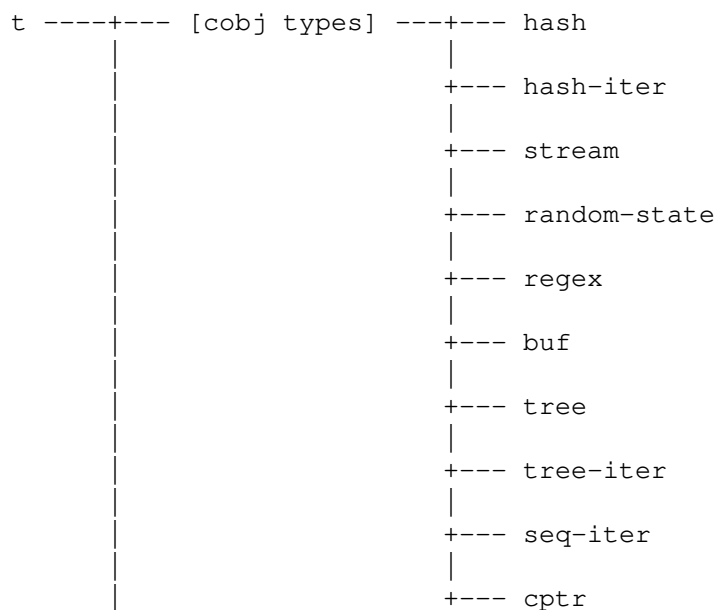 t ----+--- [cobj types] ---+--- hash
      |                    |
      |                    +--- hash-iter
      |                    |
      |                    +--- stream
      |                    |
      |                    +--- random-state
      |                    |
      |                    +--- regex
      |                    |
      |                    +--- buf
      |                    |
      |                    +--- tree
      |                    |
      |                    +--- tree-iter
      |                    |
      |                    +--- seq-iter
      |                    |
      |                    +--- cptr